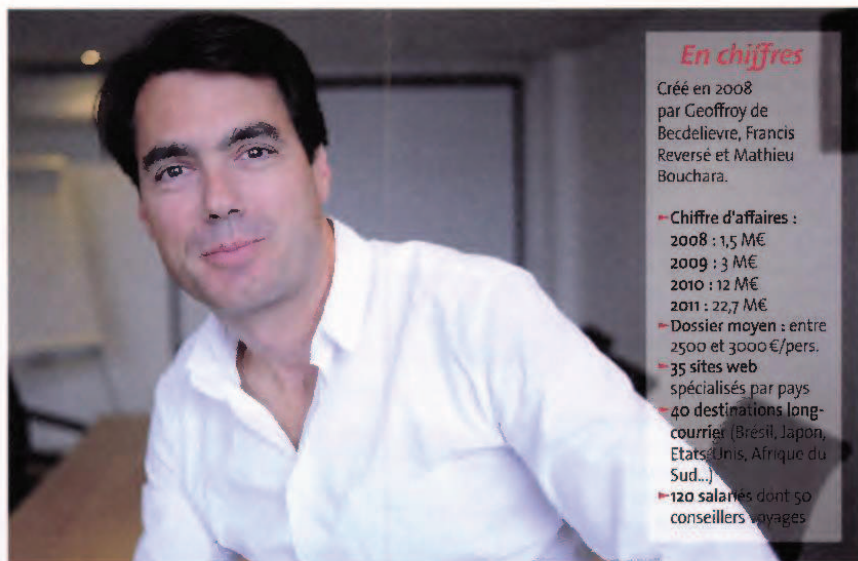 En chiffres
Créé en 2008
par Geoffroy de
Becdelievre, Francis
Reversé et Mathieu
Bouchara.
►Chiffre d'affaires :
2008 : 1,5 M€
2009 : 3 M€
2010 : 12 M€
2011 : 22,7 M€
►Dossier moyen : entre
2500 et 3000 €/pers.
►35 sites web
spécialisés par pays
►40 destinations long-
courrier (Brésil, Japon,
Etats-Unis, Afrique du
Sud...)
►120 salariés dont 50
conseillers voyages